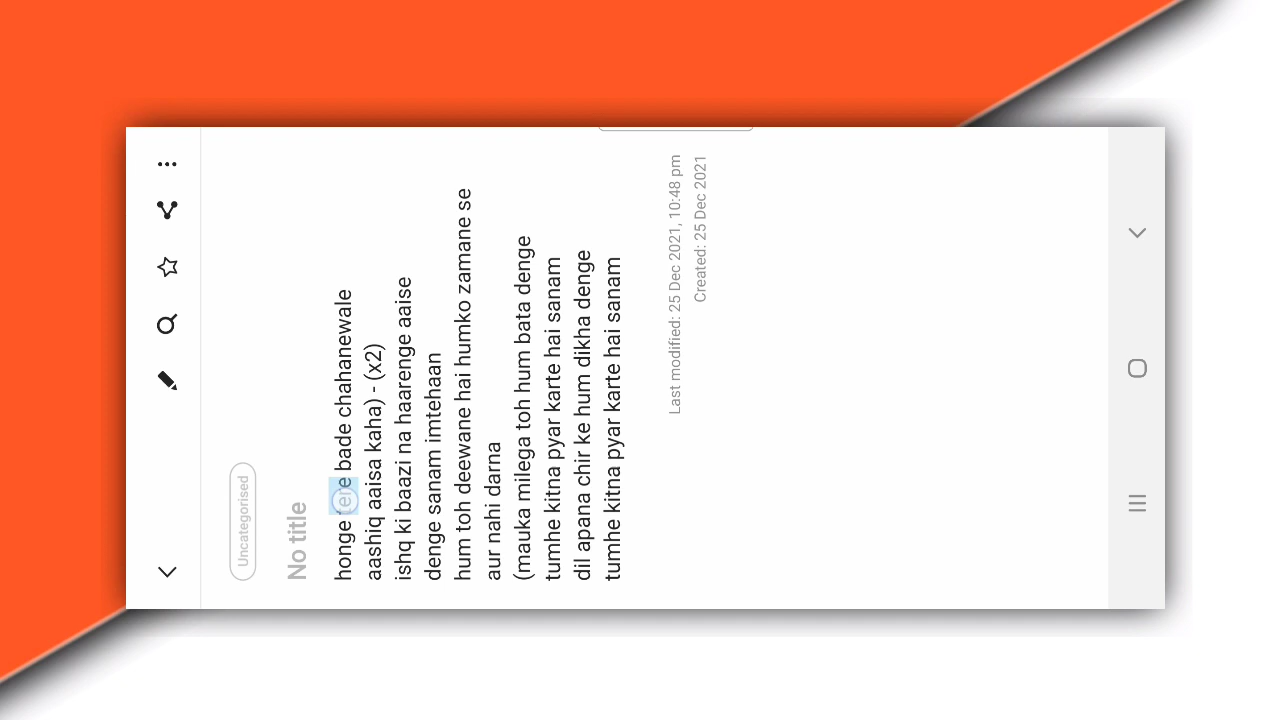 Uncategorised
No title
honge tere bade chahanewale
aashiq aaisa kaha) - (x2)
ishq ki baazi na haarenge aaise
denge sanam imtehaan
hum toh deewane hai humko zamane se
aur nahi darna
(mauka milega toh hum bata denge
tumhe kitna pyar karte hai sanam
dil apana chir ke hum dikha denge
tumhe kitna pyar karte hai sanam
Last modified: 25 Dec 2021, 10:48 pm
Created: 25 Dec 2021